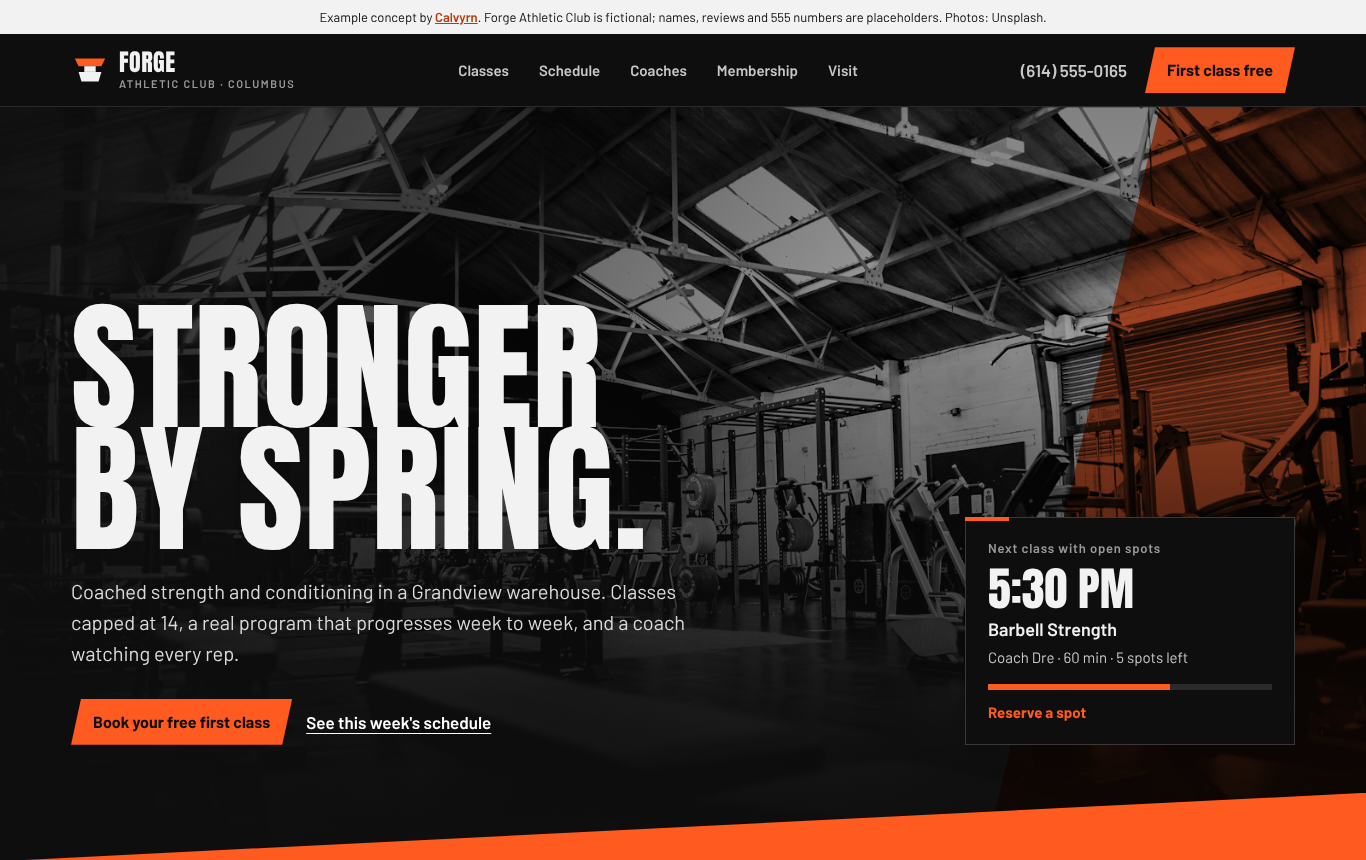 Example concept by Calvyrn. Forge Athletic Club is fictional; names, reviews and 555 numbers are placeholders. Photos: Unsplash.
FORGE
ATHLETIC CLUB · COLUMBUS
Classes
Schedule
Coaches
Membership
Visit
(614) 555-0165
First class free
STRONGER
BY SPRING.
Coached strength and conditioning in a Grandview warehouse. Classes
capped at 14, a real program that progresses week to week, and a coach
watching every rep.
Book your free first class
See this week's schedule
Next class with open spots
5:30 PM
Barbell Strength
Coach Dre · 60 min · 5 spots left
Reserve a spot